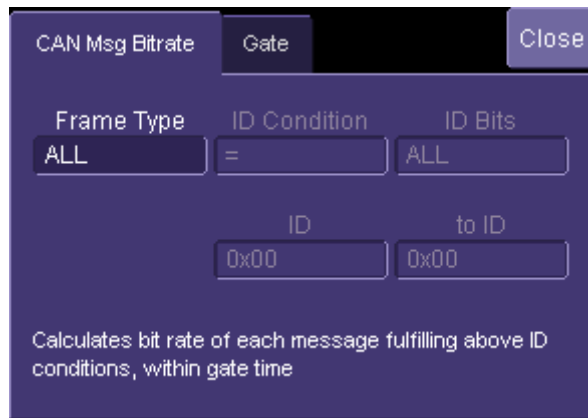 CAN Msg Bitrate Gate Close
Frame Type ID Condition ID Bits
ALL = ALL
ID to ID
0x00 0x00
Calculates bit rate of each message fulfilling above ID
conditions, within gate time